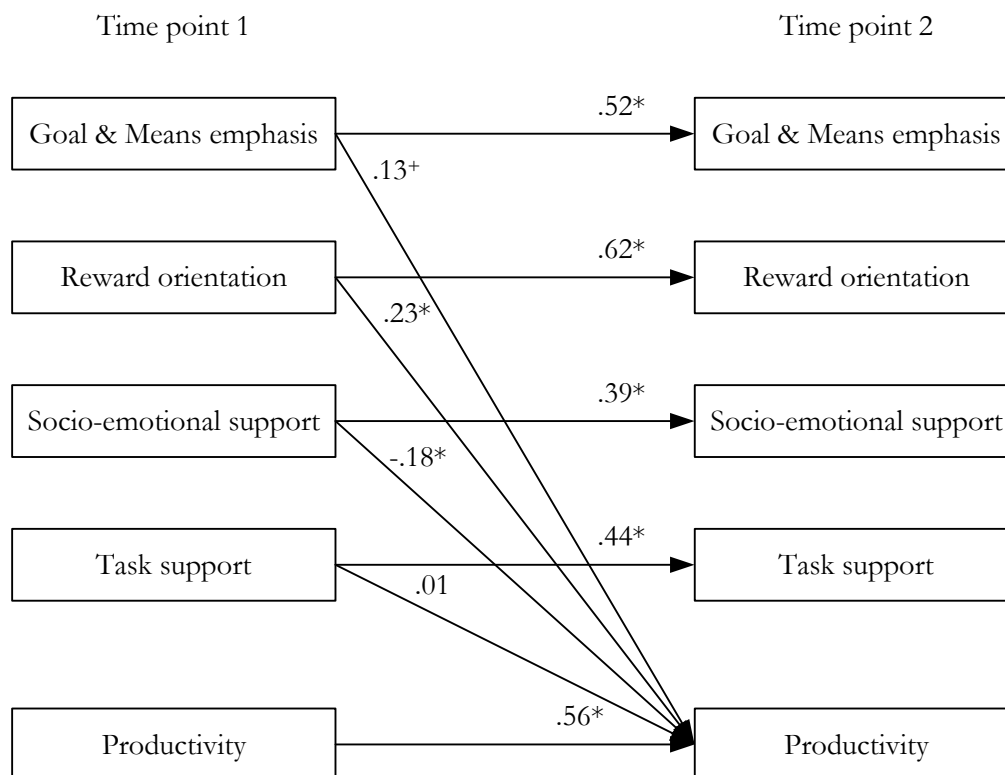 Time point 1
Time point 2
Goal & Means emphasis
.52*
Goal & Means emphasis
.13+
Reward orientation
.62*
Reward orientation
.23*
Socio-emotional support
.39*
Socio-emotional support
-.18*
Task support
.44*
Task support
.01
Productivity
.56*
Productivity